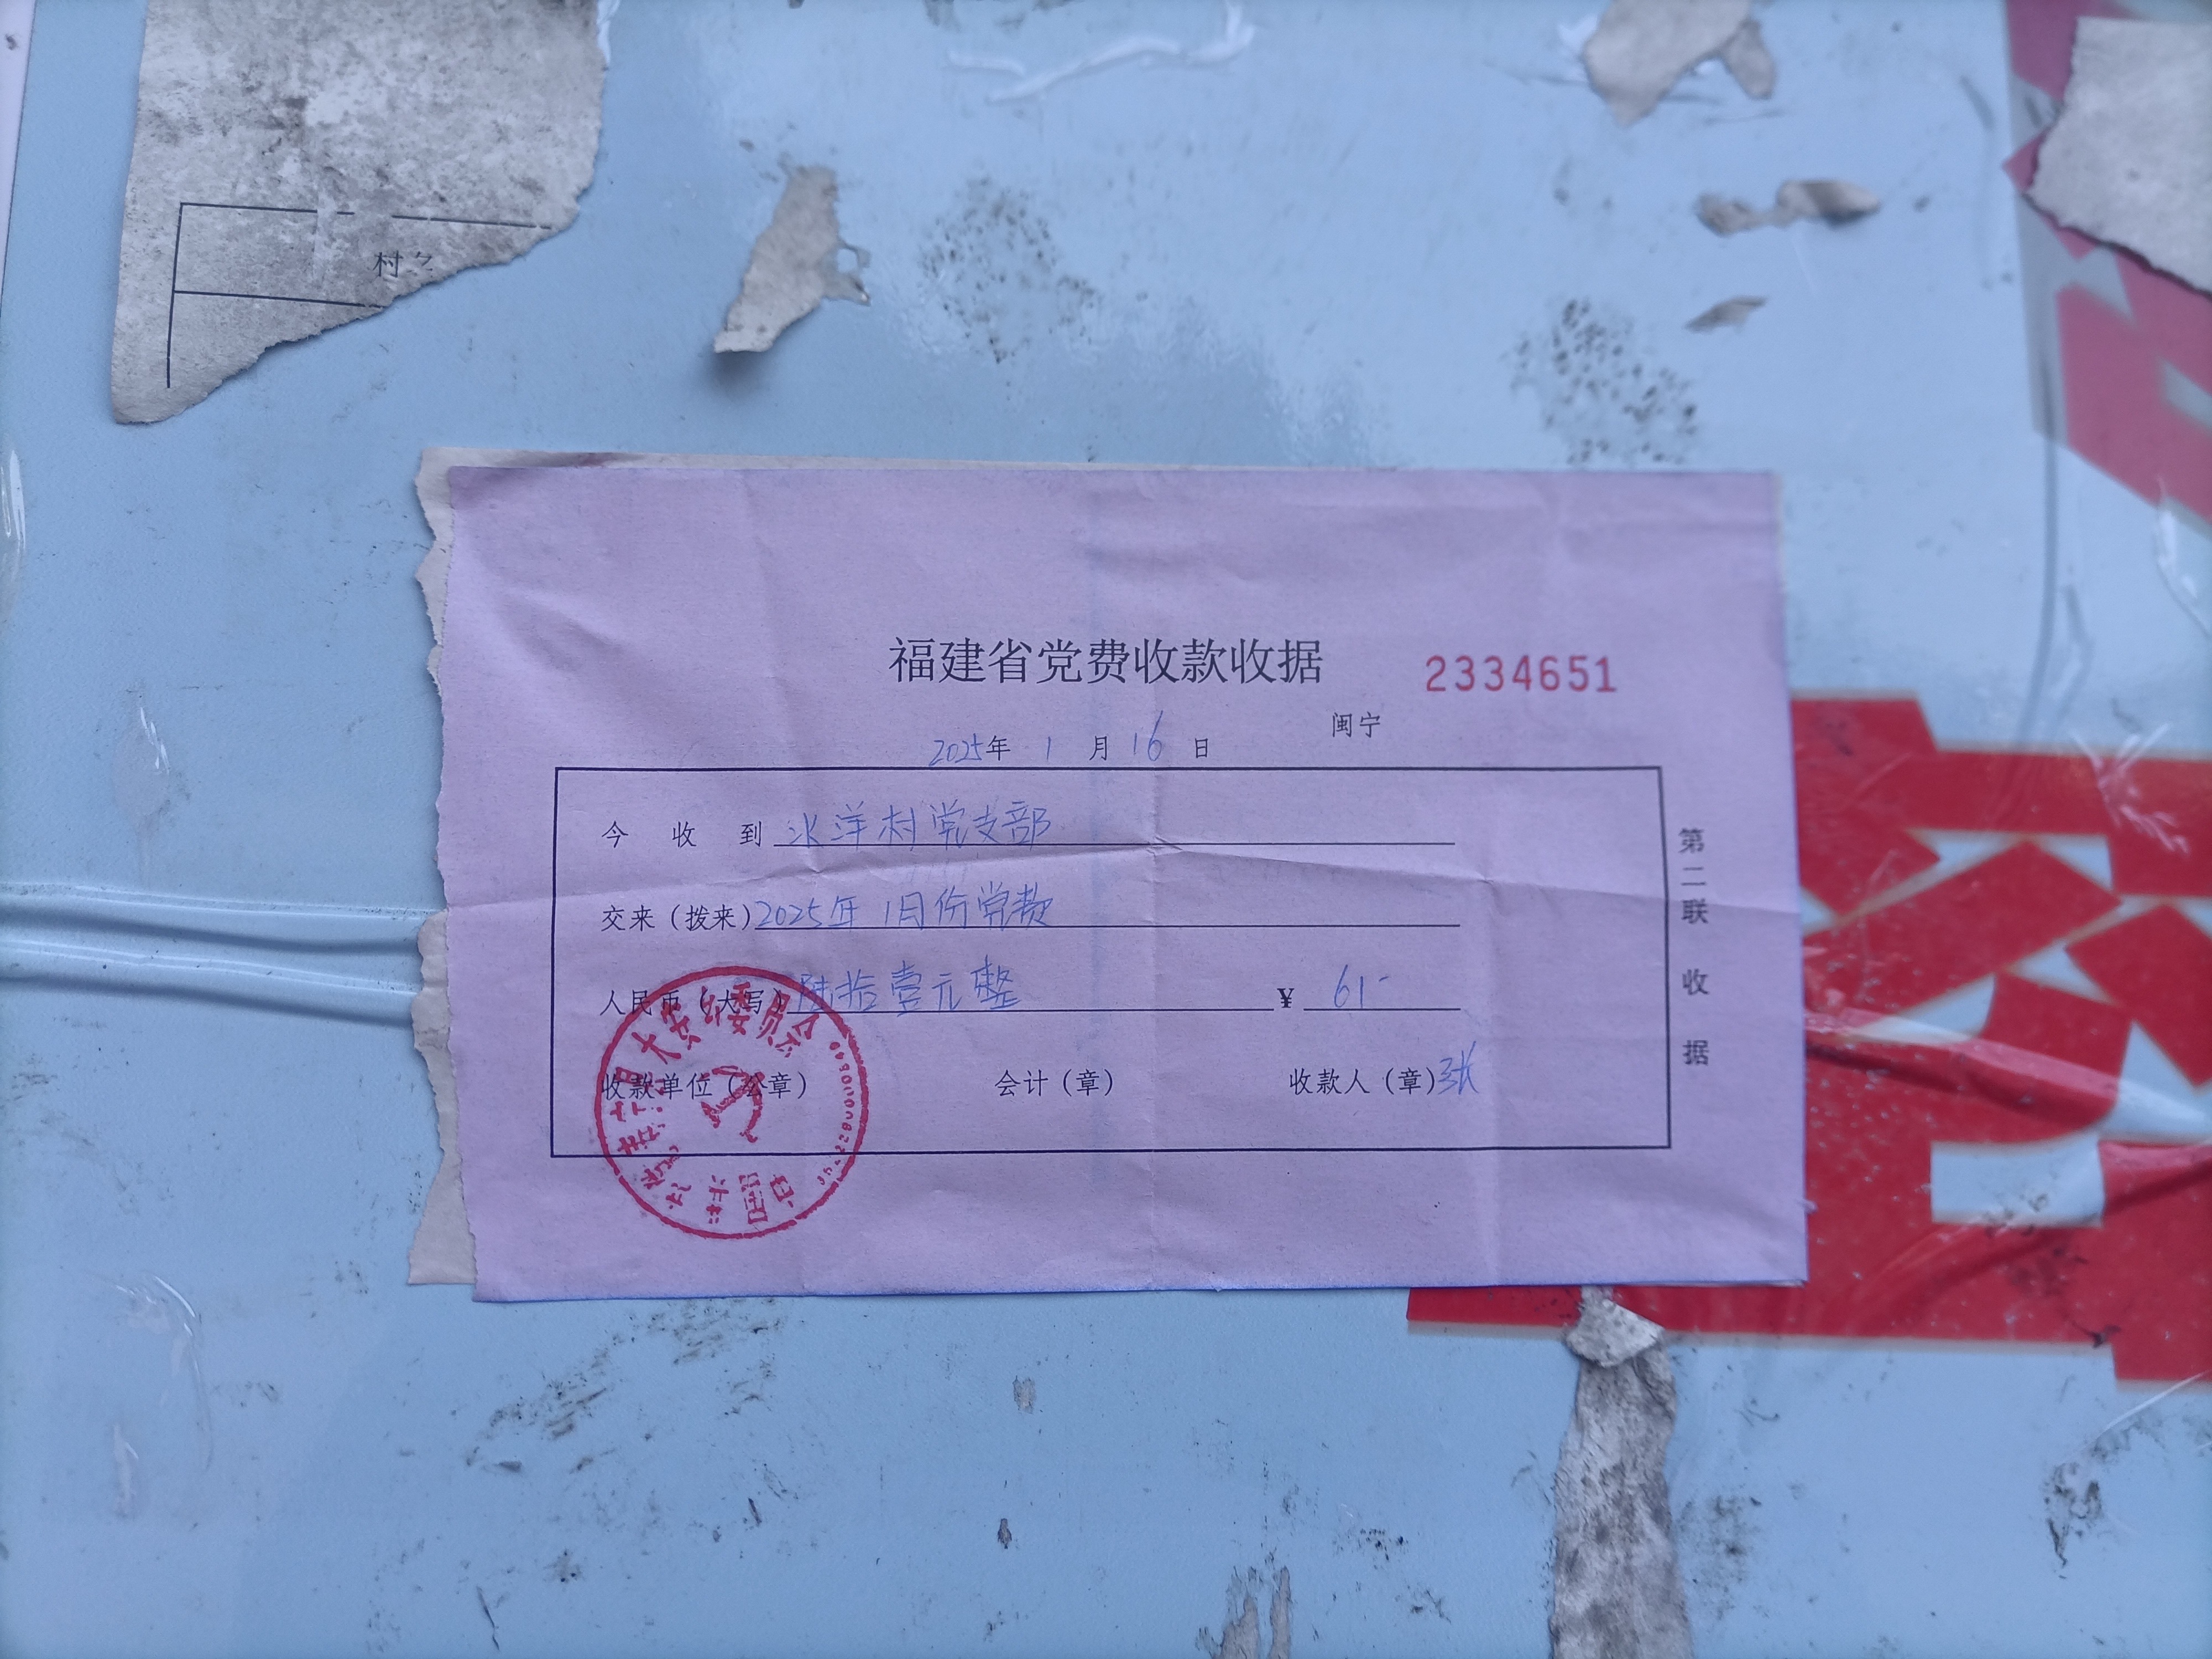 村
福建省党费收款收据
2334651
闽宁
2025年 1 月 16 日
今 收 到 氺洋村党支部
交来(拨来)2025年1月份党款
人民币(大写)陆拾壹元整 ¥ 61-
收款单位(公章) 会计(章) 收款人(章)张
第二联 收据